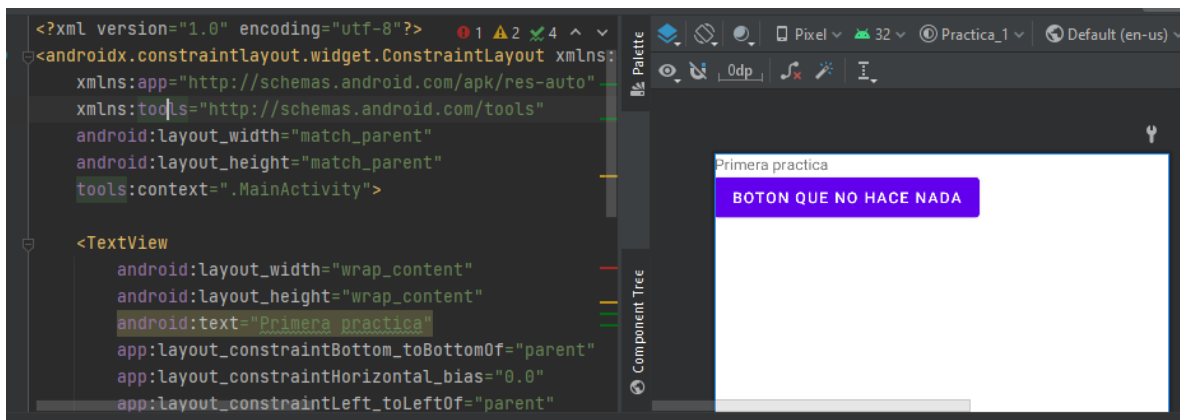 <?xml version="1.0" encoding="utf-8"?> 1 2 4
<androidx.constraintlayout.widget.ConstraintLayout xmlns:
xmlns:app="http://schemas.android.com/apk/res-auto"
xmlns:tools="http://schemas.android.com/tools"
android:layout_width="match_parent"
android:layout_height="match_parent"
tools:context=".MainActivity">
<TextView
android:layout_width="wrap_content"
android:layout_height="wrap_content"
android:text="Primera practica"
app:layout_constraintBottom_toBottomOf="parent"
app:layout_constraintHorizontal_bias="0.0"
app:layout_constraintLeft_toLeftOf="parent"
Palette
Component Tree
Pixel 32 Practica_1 Default (en-us)
0dp
Primera practica
BOTON QUE NO HACE NADA